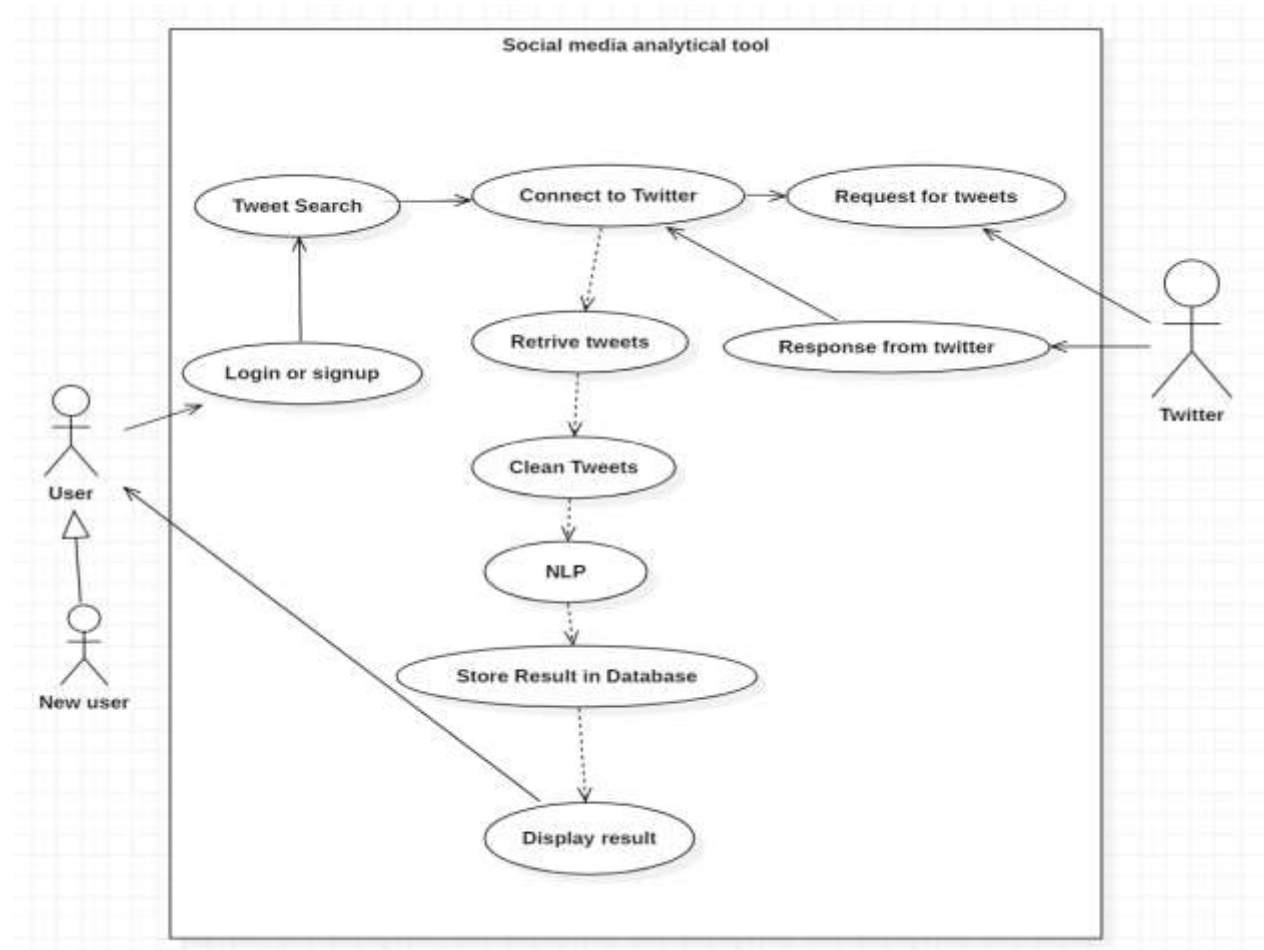 Social media analytical tool
Tweet Search
Connect to Twitter
Request for tweets
Retrive tweets
Response from twitter
Login or signup
Twitter
Clean Tweets
User
NLP
Store Result in Database
New user
Display result